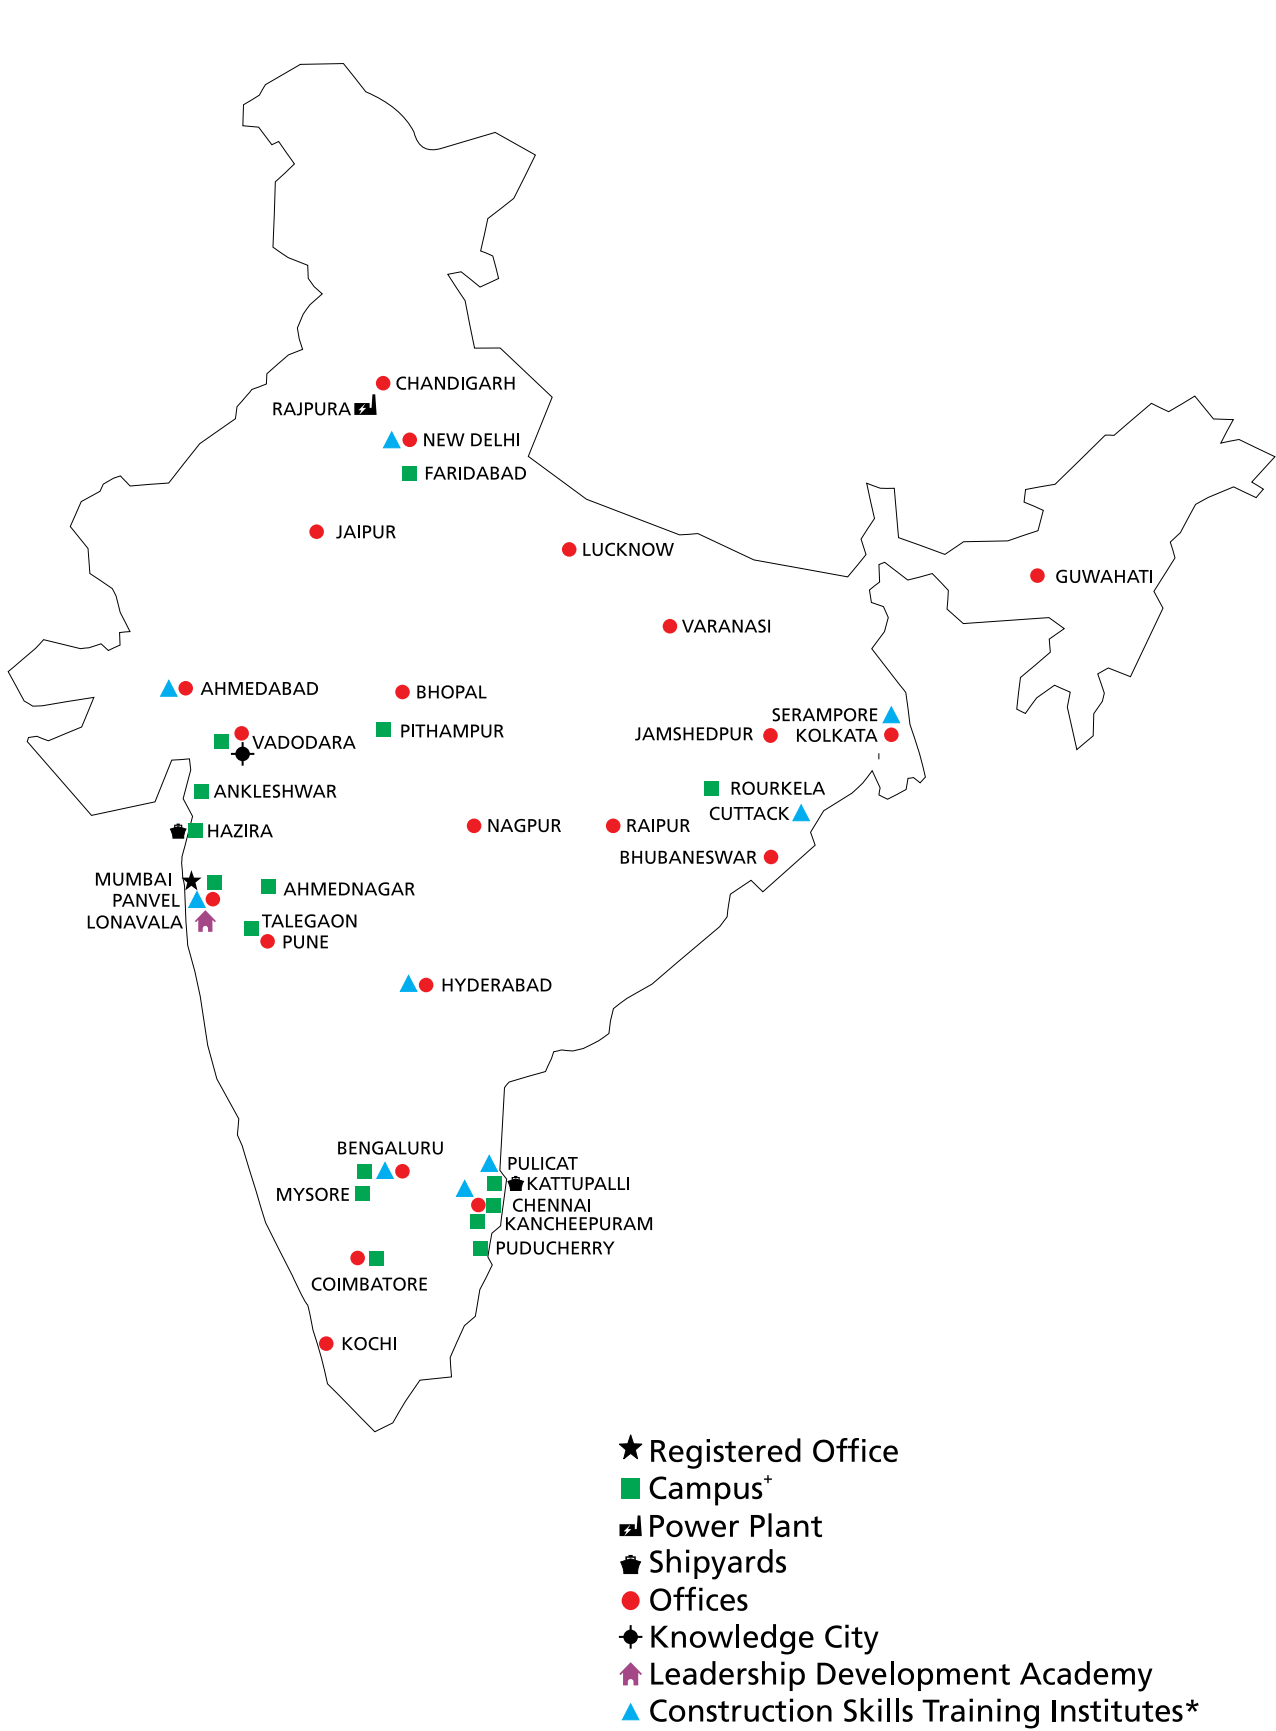 CHANDIGARH
RAJPURA
NEW DELHI
FARIDABAD
JAIPUR
LUCKNOW
GUWAHATI
VARANASI
AHMEDABAD
BHOPAL
SERAMPORE
PITHAMPUR
JAMSHEDPUR
KOLKATA
VADODARA
ANKLESHWAR
ROURKELA
CUTTACK
HAZIRA
NAGPUR
RAIPUR
BHUBANESWAR
MUMBAI
AHMEDNAGAR
PANVEL
LONAVALA
TALEGAON
PUNE
HYDERABAD
BENGALURU
PULICAT
KATTUPALLI
MYSORE
CHENNAI
KANCHEEPURAM
PUDUCHERRY
COIMBATORE
KOCHI
Registered Office
Campus+
Power Plant
Shipyards
Offices
Knowledge City
Leadership Development Academy
Construction Skills Training Institutes*